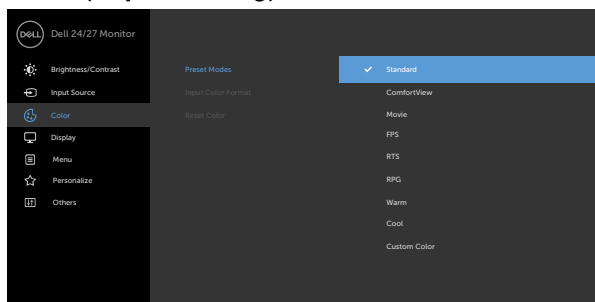 DELL
Dell 24/27 Monitor
Brightness/Contrast
Preset Modes
Standard
Input Source
Input Color Format
ComfortView
Color
Reset Color
Movie
Display
FPS
Menu
RTS
Personalize
RPG
Others
Warm
Cool
Custom Color